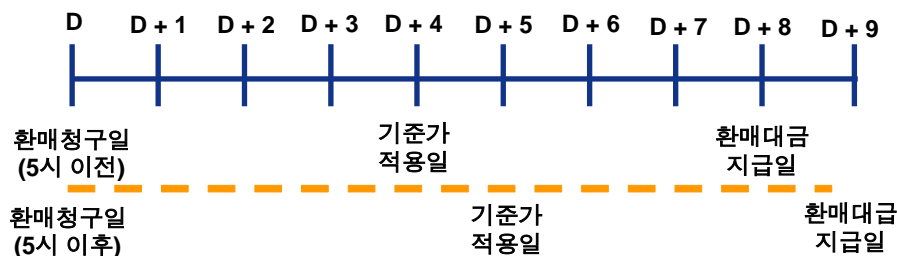 D D + 1 D + 2 D + 3 D + 4 D + 5 D + 6 D + 7 D + 8 D + 9
환매청구일
(5시 이전)
기준가
적용일
환매대금
지급일
환매청구일
(5시 이후)
기준가
적용일
환매대급
지급일